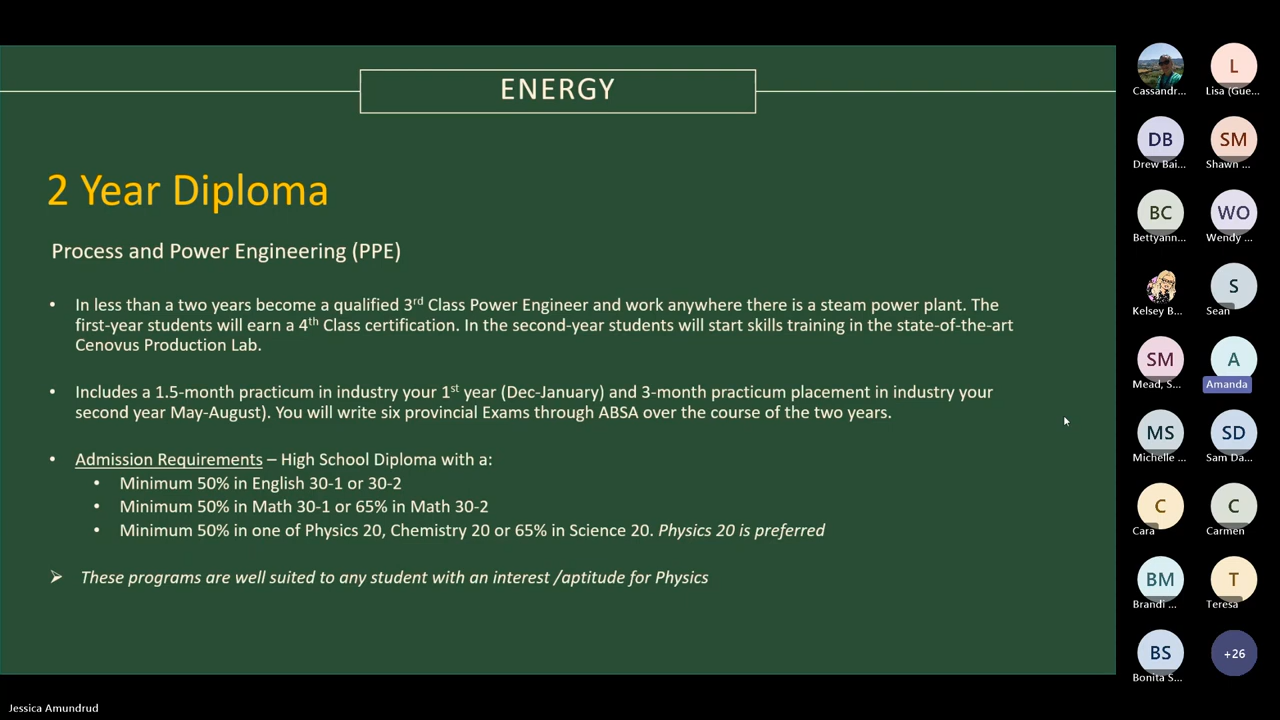 ENERGY
2 Year Diploma
Process and Power Engineering (PPE)
• In less than a two years become a qualified 3rd Class Power Engineer and work anywhere there is a steam power plant. The
first-year students will earn a 4th Class certification. In the second-year students will start skills training in the state-of-the-art
Cenovus Production Lab.
• Includes a 1.5-month practicum in industry your 1st year (Dec-January) and 3-month practicum placement in industry your
second year May-August). You will write six provincial Exams through ABSA over the course of the two years.
• Admission Requirements – High School Diploma with a:
• Minimum 50% in English 30-1 or 30-2
• Minimum 50% in Math 30-1 or 65% in Math 30-2
• Minimum 50% in one of Physics 20, Chemistry 20 or 65% in Science 20. Physics 20 is preferred
➢ These programs are well suited to any student with an interest /aptitude for Physics
Cassandr...
L
Lisa (Gue...
DB
Drew Bai...
SM
Shawn ...
BC
Bettyann...
WO
Wendy ...
Kelsey B...
S
Sean
SM
Mead, S...
A
Amanda
MS
Michelle ...
SD
Sam Da...
C
Cara
C
Carmen
BM
Brandi ...
T
Teresa
BS
Bonita S...
+26
Jessica Amundrud